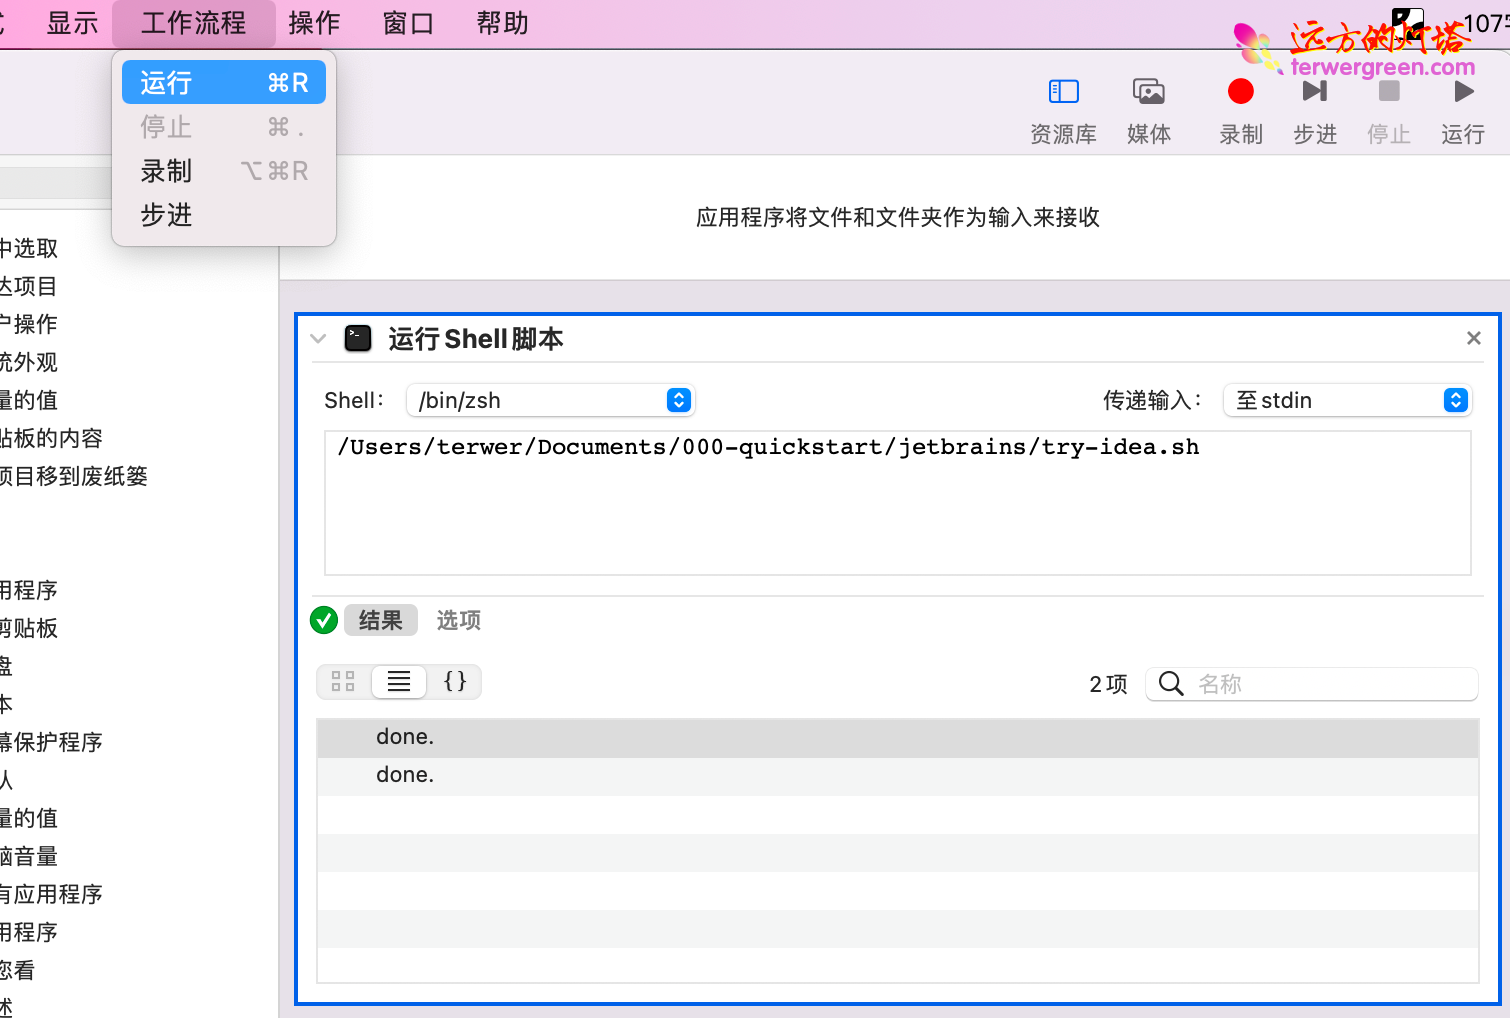 显示 工作流程 操作 窗口 帮助
107
远方的灯塔
terwergreen.com
运行 ⌘R
停止 ⌘ .
录制 ⌥⌘R
步进
资源库 媒体 录制 步进 停止 运行
应用程序将文件和文件夹作为输入来接收
中选取
达项目
户操作
统外观
量的值
贴板的内容
项目移到废纸篓
用程序
剪贴板
盘
本
幕保护程序
认
量的值
脑音量
有应用程序
用程序
您看
述
运行 Shell 脚本
Shell： /bin/zsh 传递输入： 至 stdin
/Users/terwer/Documents/000-quickstart/jetbrains/try-idea.sh
结果 选项
{} 2 项 名称
done.
done.